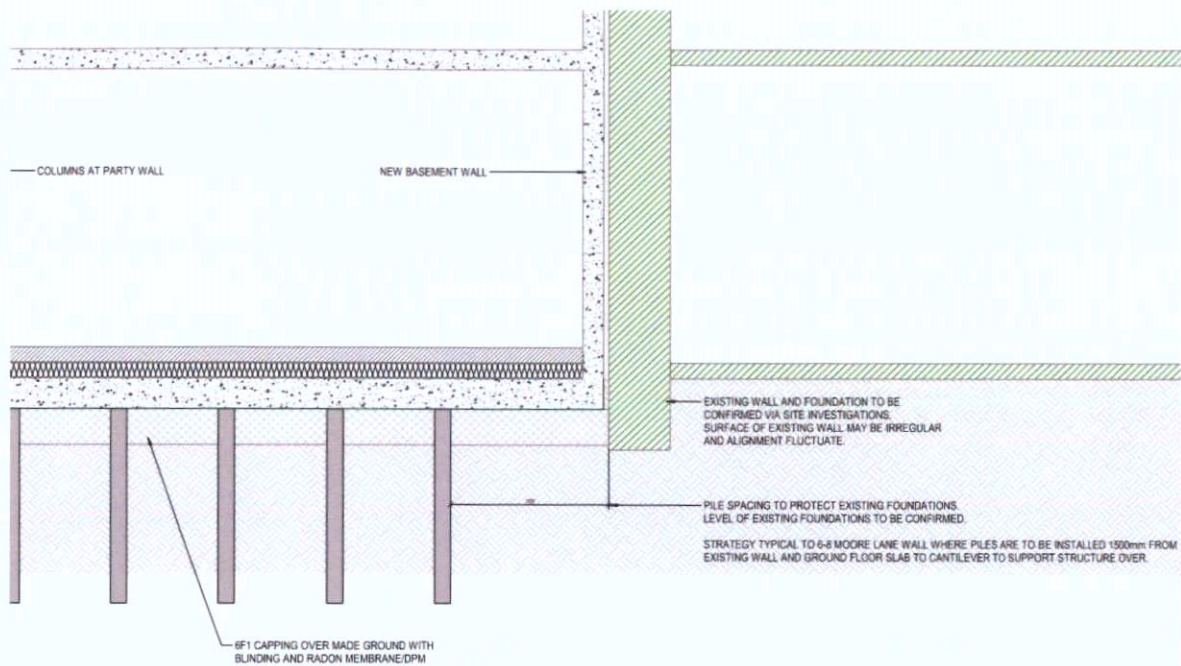 COLUMNS AT PARTY WALL
NEW BASEMENT WALL
EXISTING WALL AND FOUNDATION TO BE
CONFIRMED VIA SITE INVESTIGATIONS.
SURFACE OF EXISTING WALL MAY BE IRREGULAR
AND ALIGNMENT FLUCTUATE.
PILE SPACING TO PROTECT EXISTING FOUNDATIONS.
LEVEL OF EXISTING FOUNDATIONS TO BE CONFIRMED.
STRATEGY TYPICAL TO 6-8 MOORE LANE WALL WHERE PILES ARE TO BE INSTALLED 1500mm FROM
EXISTING WALL AND GROUND FLOOR SLAB TO CANTILEVER TO SUPPORT STRUCTURE OVER.
6F1 CAPPING OVER MADE GROUND WITH
BLINDING AND RADON MEMBRANE/DPM